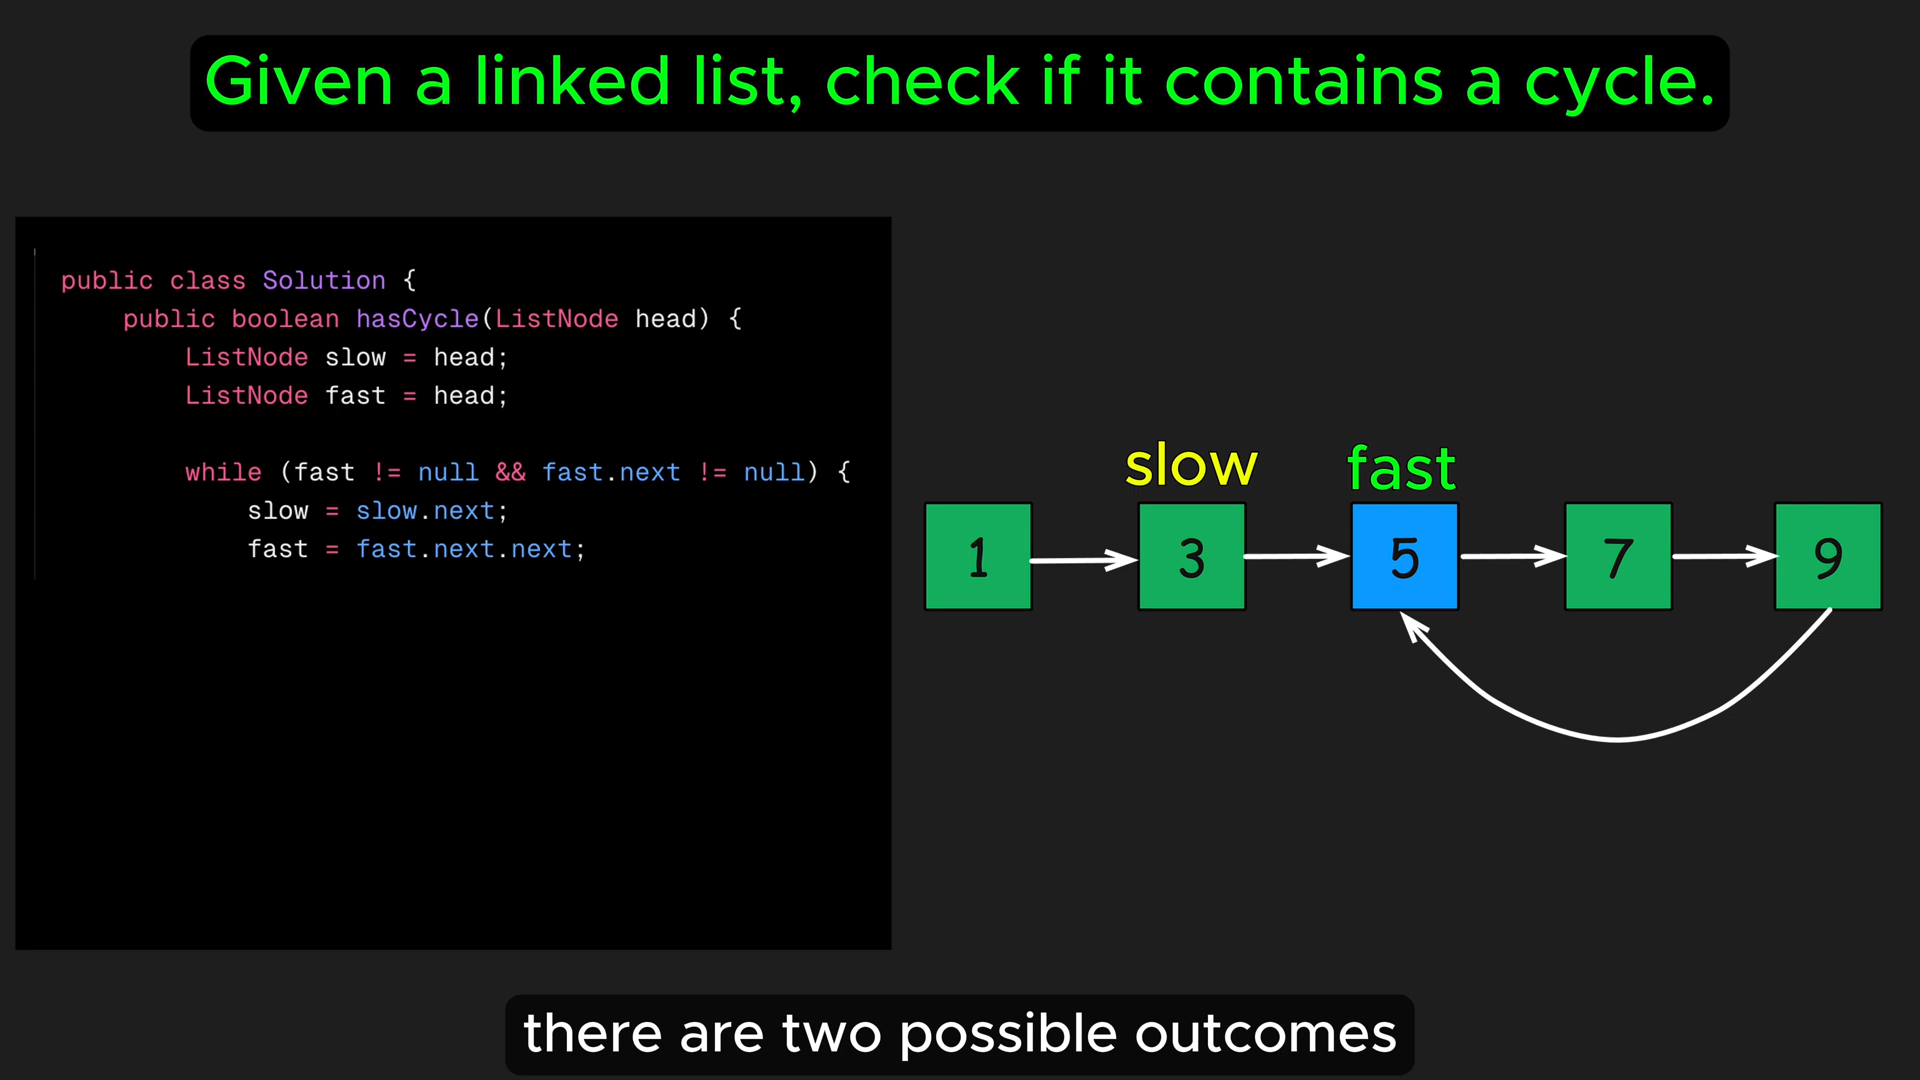 Given a linked list, check if it contains a cycle.
public class Solution {
    public boolean hasCycle(ListNode head) {
        ListNode slow = head;
        ListNode fast = head;
        while (fast != null && fast.next != null) {
            slow = slow.next;
            fast = fast.next.next;
slow fast
1 3 5 7 9
there are two possible outcomes